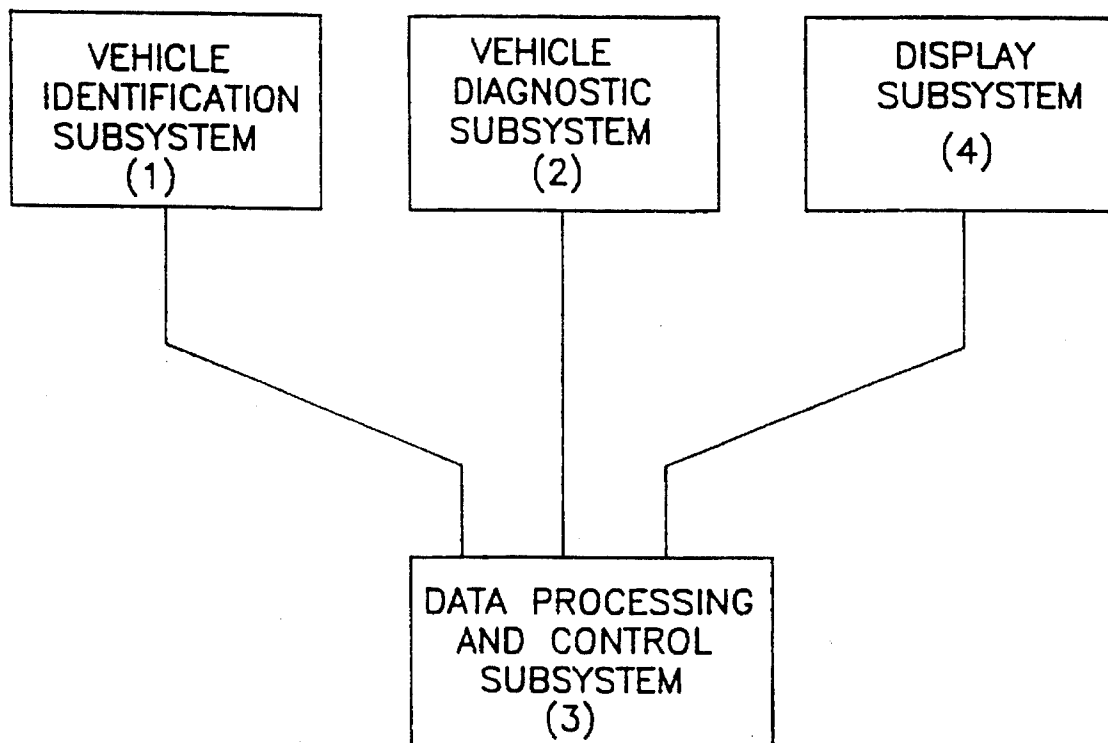 VEHICLE
IDENTIFICATION
SUBSYSTEM
(1)
VEHICLE
DIAGNOSTIC
SUBSYSTEM
(2)
DISPLAY
SUBSYSTEM
(4)
DATA PROCESSING
AND CONTROL
SUBSYSTEM
(3)